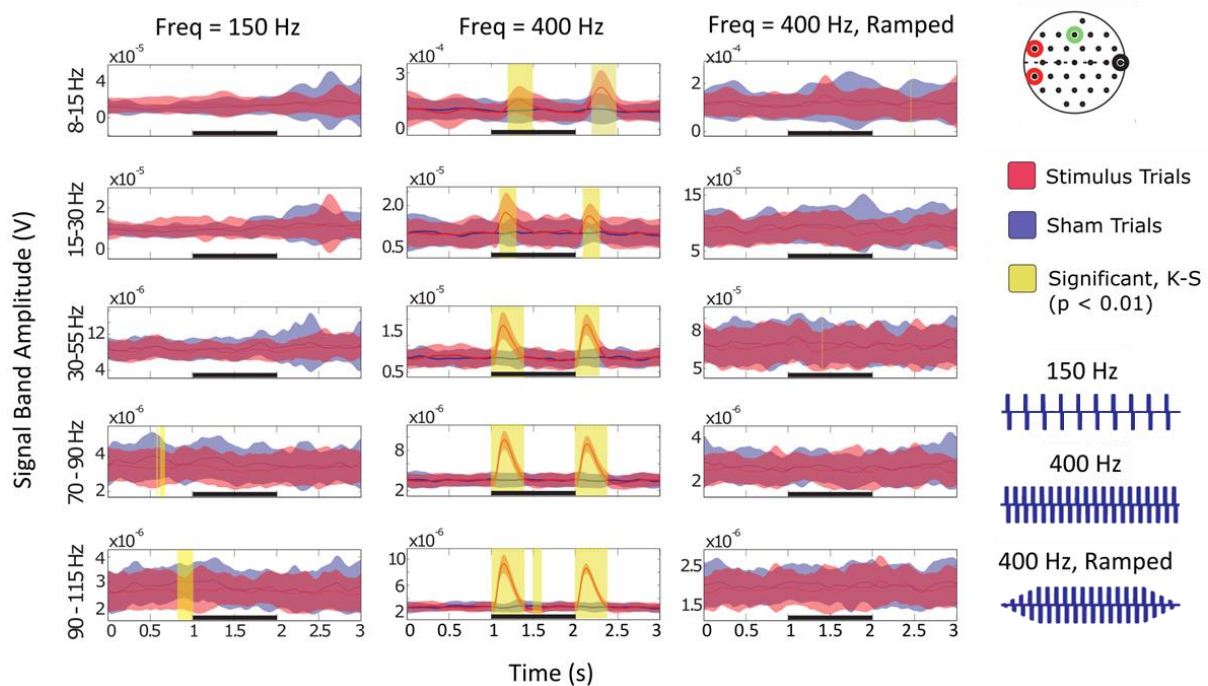 Freq = 150 Hz
Freq = 400 Hz
Freq = 400 Hz, Ramped
Signal Band Amplitude (V)
8-15 Hz
x10⁻⁵
4
0
x10⁻⁴
3
0
x10⁻⁴
2
0
15-30 Hz
x10⁻⁵
2
0
x10⁻⁵
2.0
0.5
x10⁻⁵
15
5
30-55 Hz
x10⁻⁶
12
4
x10⁻⁵
1.5
0.5
x10⁻⁵
8
5
70 - 90 Hz
x10⁻⁶
4
2
x10⁻⁶
8
2
x10⁻⁶
4
2
90 - 115Hz
x10⁻⁶
4
3
2
x10⁻⁶
10
8
6
4
2
x10⁻⁶
2.5
1.5
0 0.5 1 1.5 2 2.5 3
0 0.5 1 1.5 2 2.5 3
0 0.5 1 1.5 2 2.5 3
Time (s)
C
Stimulus Trials
Sham Trials
Significant, K-S
(p < 0.01)
150 Hz
400 Hz
400 Hz, Ramped